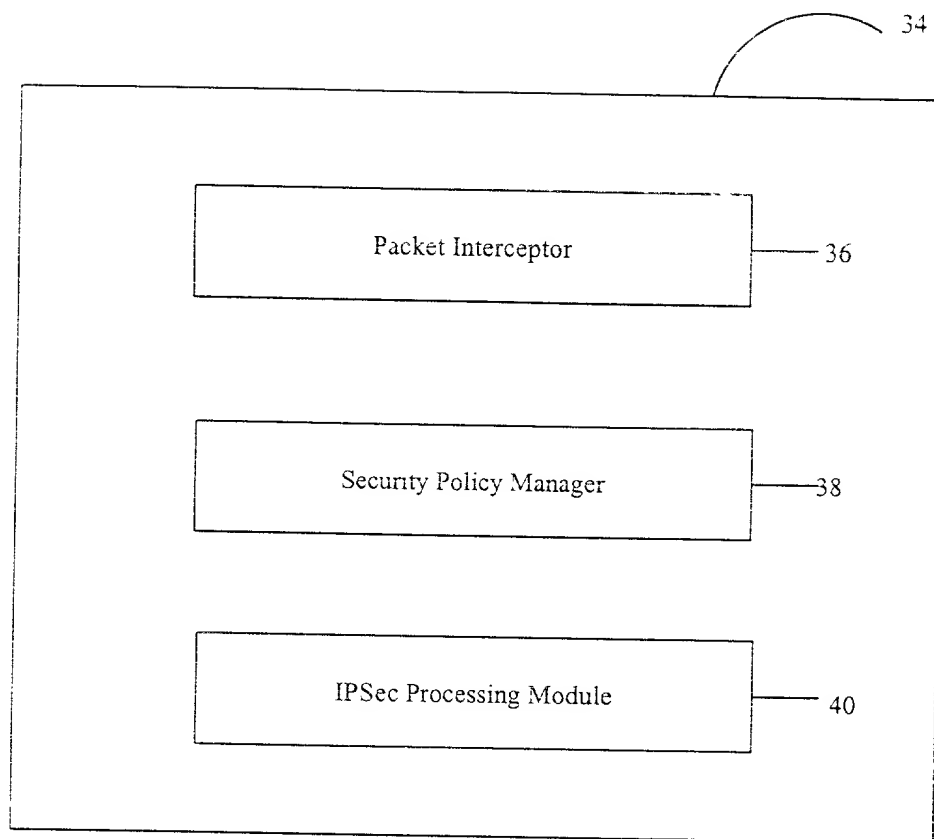 34
Packet Interceptor
36
Security Policy Manager
38
IPSec Processing Module
40